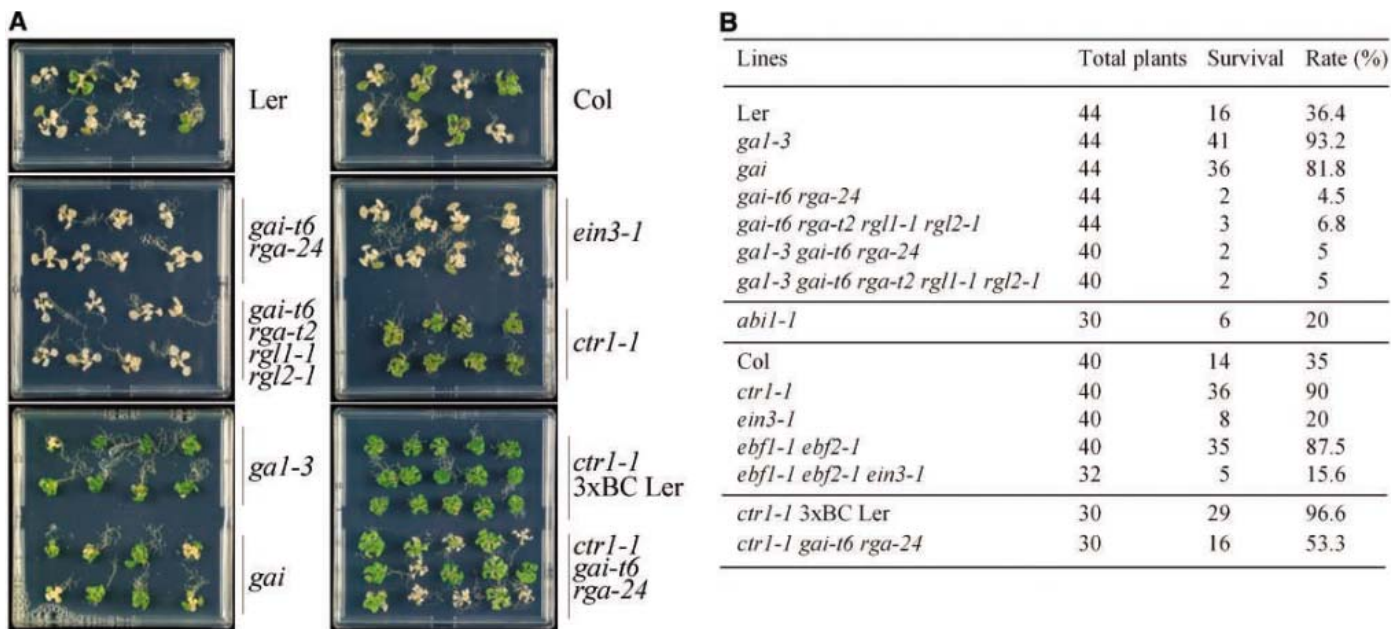 A
Ler
Col
gai-t6
rga-24
ein3-1
gai-t6
rga-t2
rgl1-1
rgl2-1
ctr1-1
ga1-3
ctr1-1
3xBC Ler
gai
ctr1-1
gai-t6
rga-24
B
Lines Total plants Survival Rate (%)
Ler 44 16 36.4
ga1-3 44 41 93.2
gai 44 36 81.8
gai-t6 rga-24 44 2 4.5
gai-t6 rga-t2 rgl1-1 rgl2-1 44 3 6.8
ga1-3 gai-t6 rga-24 40 2 5
ga1-3 gai-t6 rga-t2 rgl1-1 rgl2-1 40 2 5
abi1-1 30 6 20
Col 40 14 35
ctr1-1 40 36 90
ein3-1 40 8 20
ebf1-1 ebf2-1 40 35 87.5
ebf1-1 ebf2-1 ein3-1 32 5 15.6
ctr1-1 3xBC Ler 30 29 96.6
ctr1-1 gai-t6 rga-24 30 16 53.3